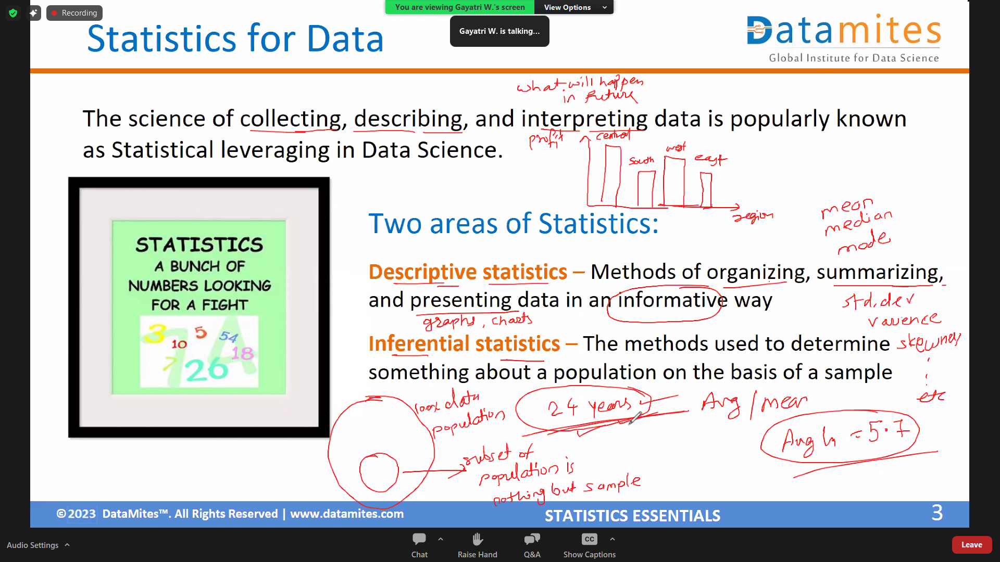 Recording
You are viewing Gayatri W.'s screen
View Options
Gayatri W. is talking...
Statistics for Data
Datamites
Global Institute for Data Science
what will happen
in future
The science of collecting, describing, and interpreting data is popularly known
as Statistical leveraging in Data Science.
profit
central
south
west
east
region
mean
median
mode
STATISTICS
A BUNCH OF
NUMBERS LOOKING
FOR A FIGHT
3
10
5
54
18
7
26
Two areas of Statistics:
Descriptive statistics – Methods of organizing, summarizing,
and presenting data in an informative way
graphs, charts
std. dev
varience
skewness
etc
Inferential statistics – The methods used to determine
something about a population on the basis of a sample
100% data
population
24 years
Avg / mean
Avg h = 5.7
subset of
population is
nothing but sample
©2023 DataMites™. All Rights Reserved | www.datamites.com
STATISTICS ESSENTIALS
3
Audio Settings
Chat
Raise Hand
Q&A
CC
Show Captions
Leave